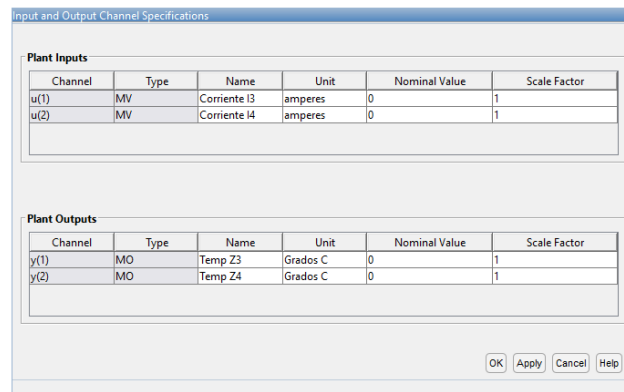 Input and Output Channel Specifications
Plant Inputs
Channel Type Name Unit Nominal Value Scale Factor
u(1) MV Corriente I3 amperes 0 1
u(2) MV Corriente I4 amperes 0 1
Plant Outputs
Channel Type Name Unit Nominal Value Scale Factor
y(1) MO Temp Z3 Grados C 0 1
y(2) MO Temp Z4 Grados C 0 1
OK Apply Cancel Help